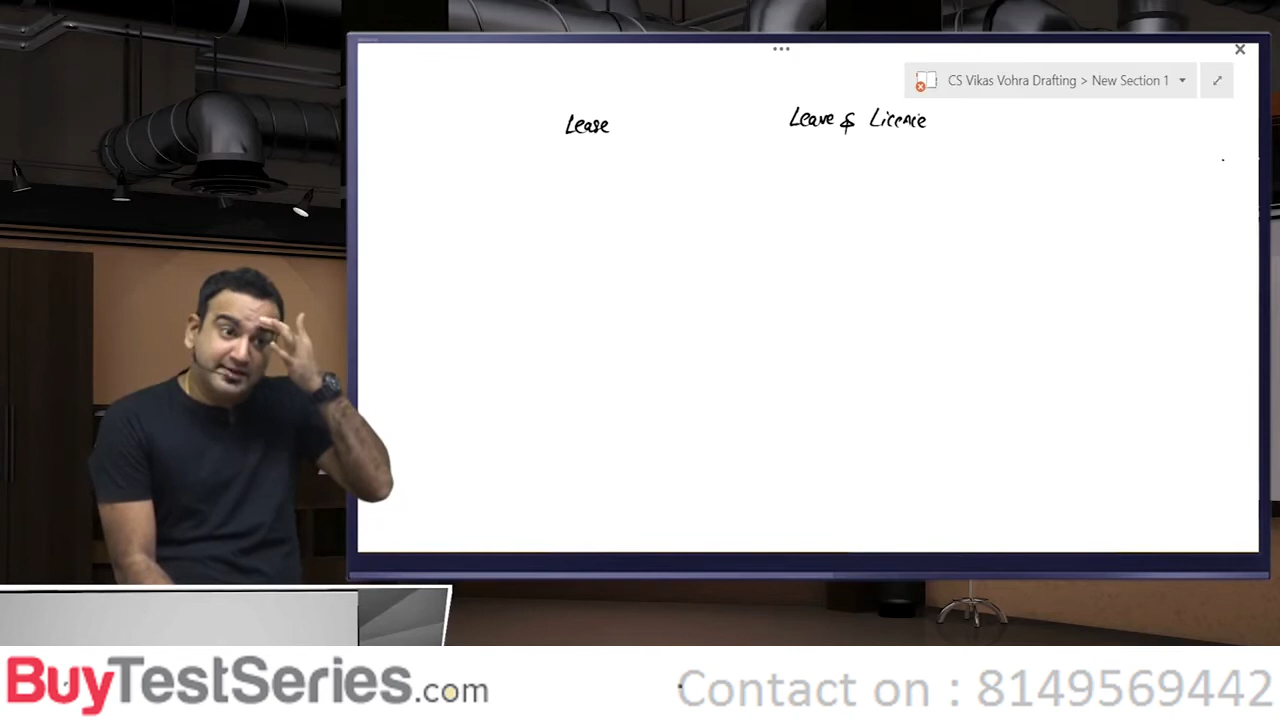 CS Vikas Vohra Drafting > New Section 1
Lease
Leave & Licence
BuyTestSeries.com
Contact on : 8149569442